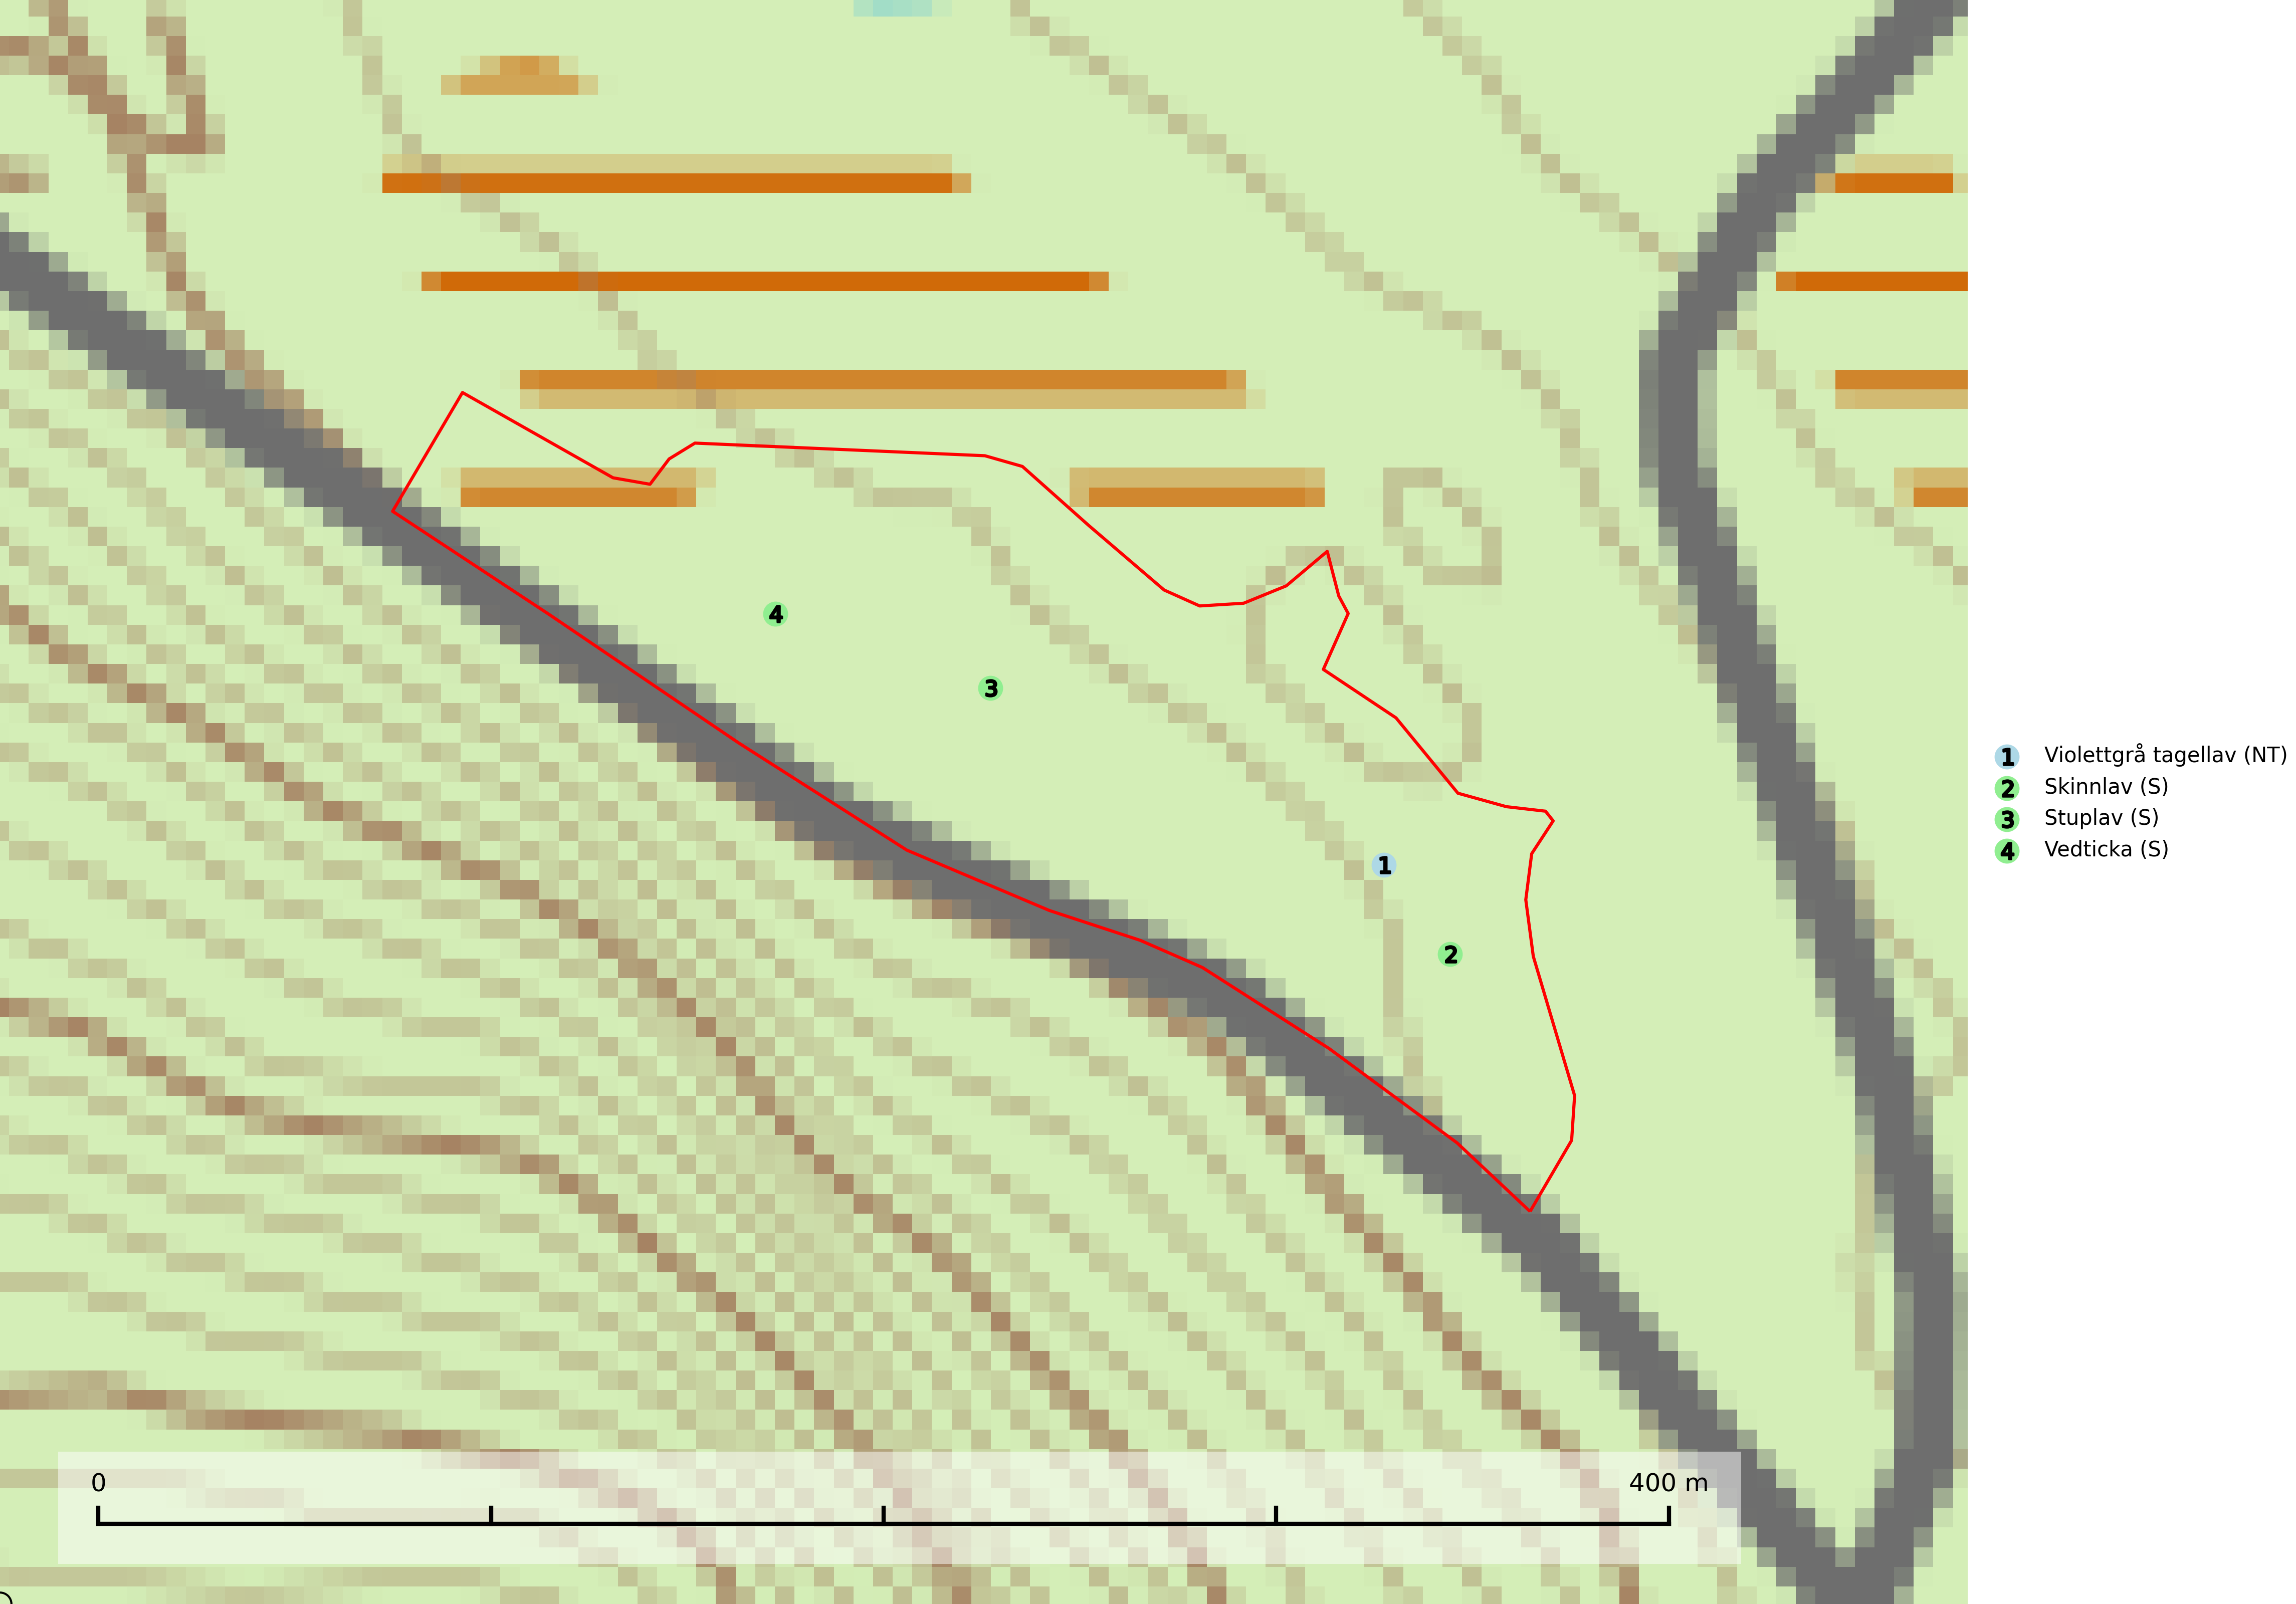 4
3
1
2
1 Violettgrå tagellav (NT)
2 Skinnlav (S)
3 Stuplav (S)
4 Vedticka (S)
0 400 m